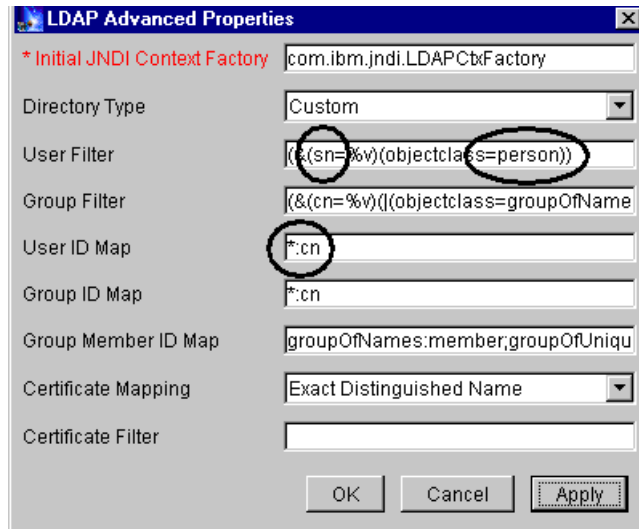 LDAP Advanced Properties
* Initial JNDI Context Factory com.ibm.jndi.LDAPCtxFactory
Directory Type Custom
User Filter (&(sn=%v)(objectclass=person))
Group Filter (&(cn=%v)(|(objectclass=groupOfName
User ID Map *:cn
Group ID Map *:cn
Group Member ID Map groupOfNames:member;groupOfUniqu
Certificate Mapping Exact Distinguished Name
Certificate Filter
OK Cancel Apply